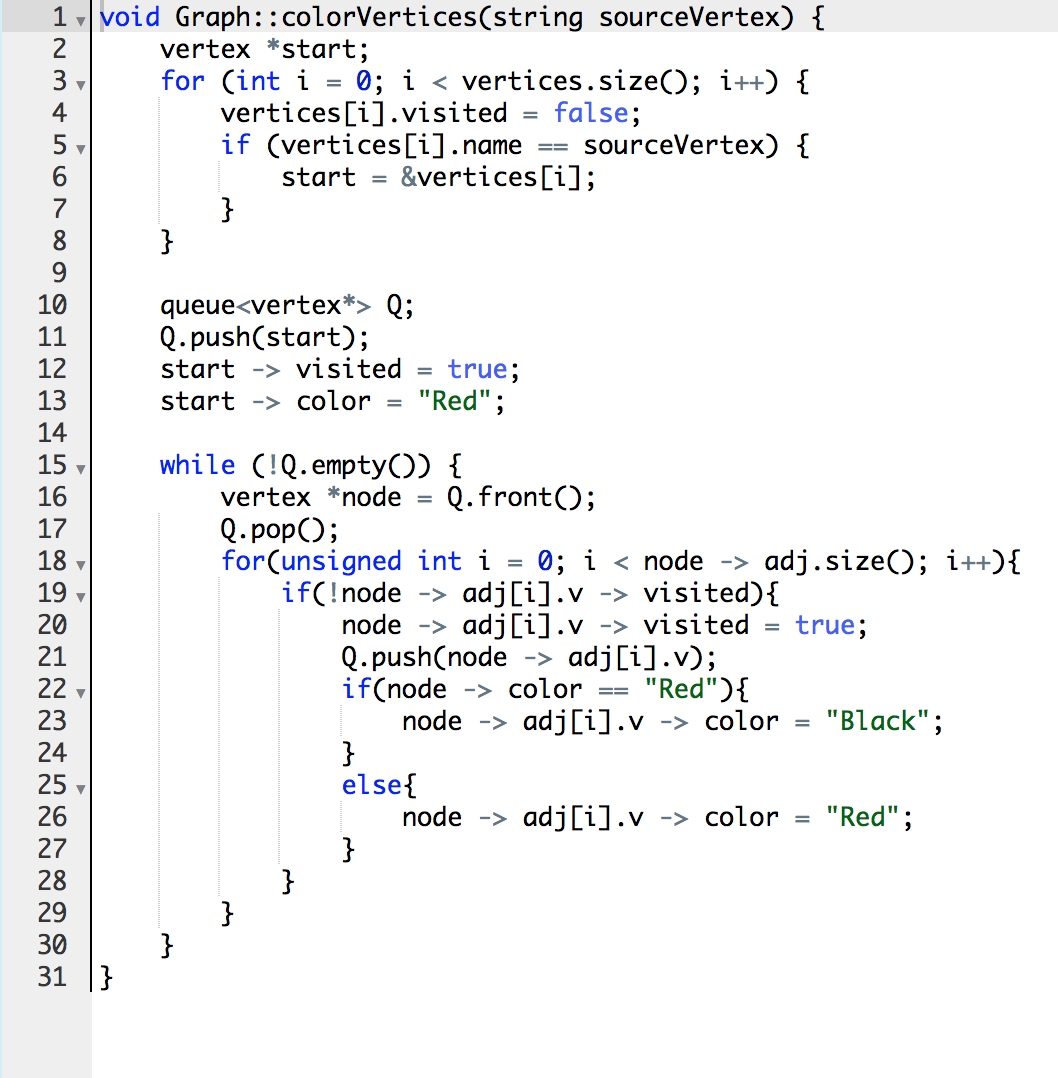 1 void Graph::colorVertices(string sourceVertex) {
2     vertex *start;
3     for (int i = 0; i < vertices.size(); i++) {
4         vertices[i].visited = false;
5         if (vertices[i].name == sourceVertex) {
6             start = &vertices[i];
7         }
8     }
9
10     queue<vertex*> Q;
11     Q.push(start);
12     start -> visited = true;
13     start -> color = "Red";
14
15     while (!Q.empty()) {
16         vertex *node = Q.front();
17         Q.pop();
18         for(unsigned int i = 0; i < node -> adj.size(); i++){
19             if(!node -> adj[i].v -> visited){
20                 node -> adj[i].v -> visited = true;
21                 Q.push(node -> adj[i].v);
22                 if(node -> color == "Red"){
23                     node -> adj[i].v -> color = "Black";
24                 }
25                 else{
26                     node -> adj[i].v -> color = "Red";
27                 }
28             }
29         }
30     }
31 }